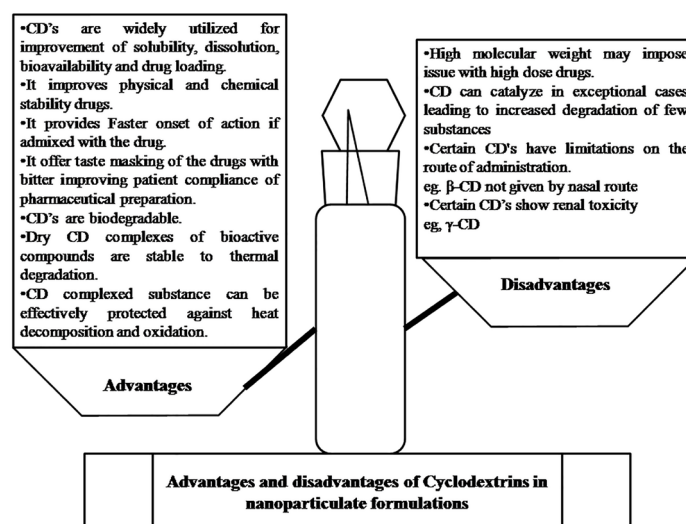 •CD's are widely utilized for
improvement of solubility, dissolution,
bioavailability and drug loading.
•It improves physical and chemical
stability drugs.
•It provides Faster onset of action if
admixed with the drug.
•It offer taste masking of the drugs with
bitter improving patient compliance of
pharmaceutical preparation.
•CD's are biodegradable.
•Dry CD complexes of bioactive
compounds are stable to thermal
degradation.
•CD complexed substance can be
effectively protected against heat
decomposition and oxidation.
Advantages
•High molecular weight may impose
issue with high dose drugs.
•CD can catalyze in exceptional cases
leading to increased degradation of few
substances
•Certain CD's have limitations on the
route of administration.
eg. β-CD not given by nasal route
•Certain CD's show renal toxicity
eg, γ-CD
Disadvantages
Advantages and disadvantages of Cyclodextrins in
nanoparticulate formulations